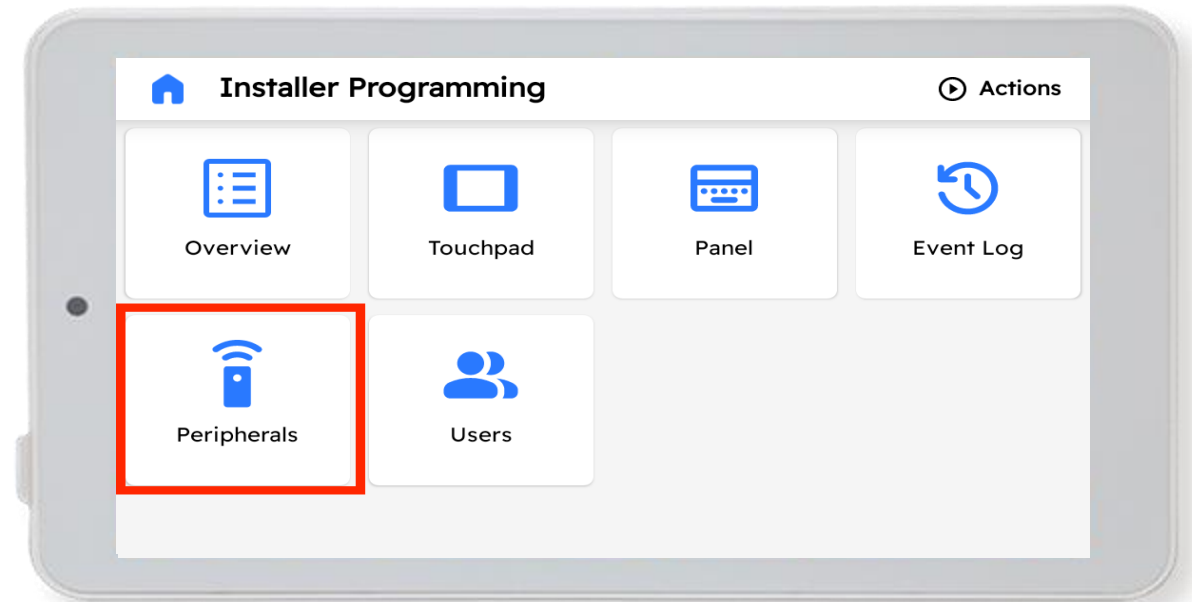 Installer Programming
Actions
Overview
Touchpad
Panel
Event Log
Peripherals
Users